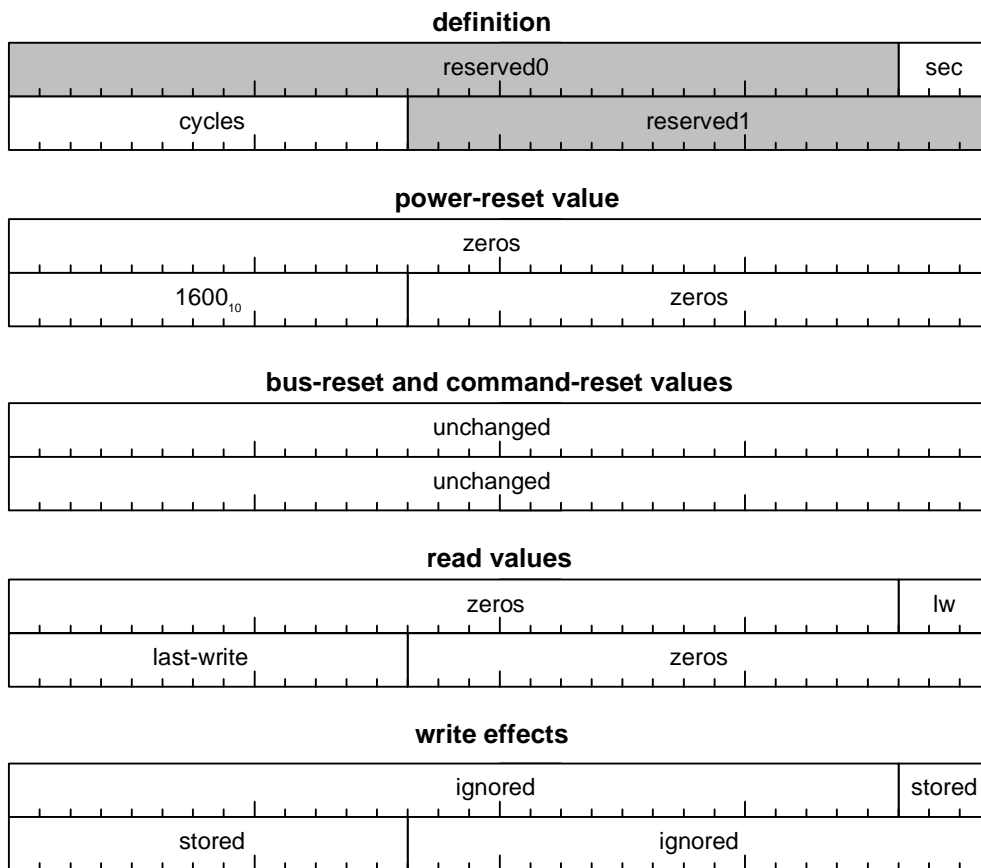 definition
reserved0 sec
cycles reserved1
power-reset value
zeros
1600₁₀ zeros
bus-reset and command-reset values
unchanged
unchanged
read values
zeros lw
last-write zeros
write effects
ignored stored
stored ignored